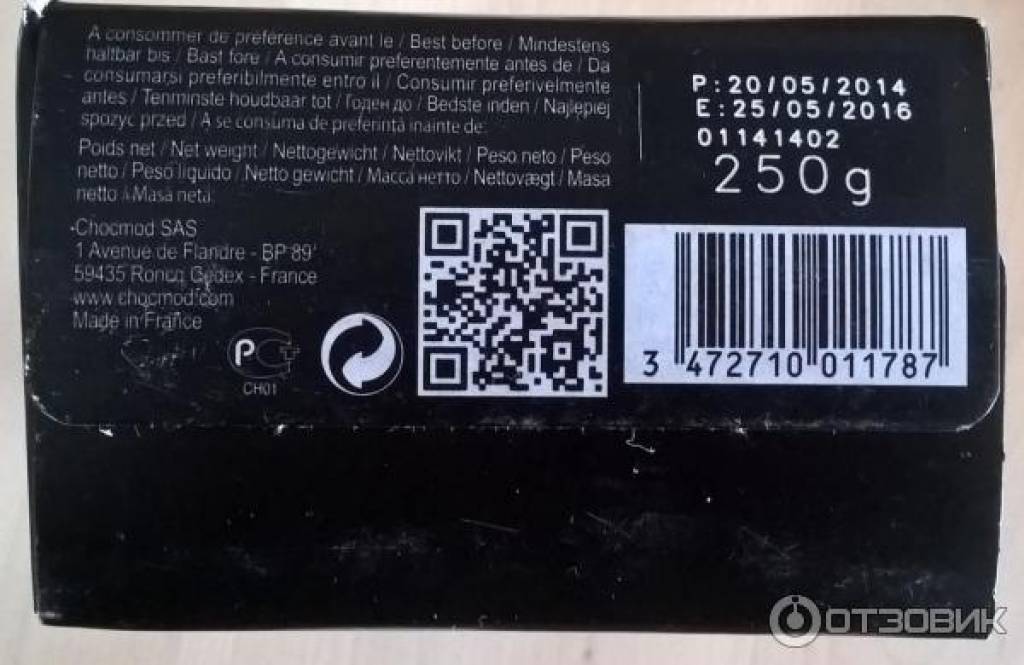 A consommer de préférence avant le / Best before / Mindestens
haltbar bis / Bäst före / A consumir preferentemente antes de / Da
consumarsi preferibilmente entro il / Consumir preferivelmente
antes / Tenminste houdbaar tot / Годен до / Bedste inden / Najlepiej
spożyć przed / A se consuma de preferinta inainte de:
Poids net / Net weight / Nettogewicht / Nettovikt / Peso neto / Peso
netto / Peso liquido / Netto gewicht / Масса нетто / Nettovægt / Masa
netto / Masa neta:
Chocmod SAS
1 Avenue de Flandre - BP 89
59435 Roncq Cedex - France
www.chocmod.com
Made in France
P:20/05/2014
E:25/05/2016
01141402
250g
CH01
3 472710 011787
ОТЗОВИК